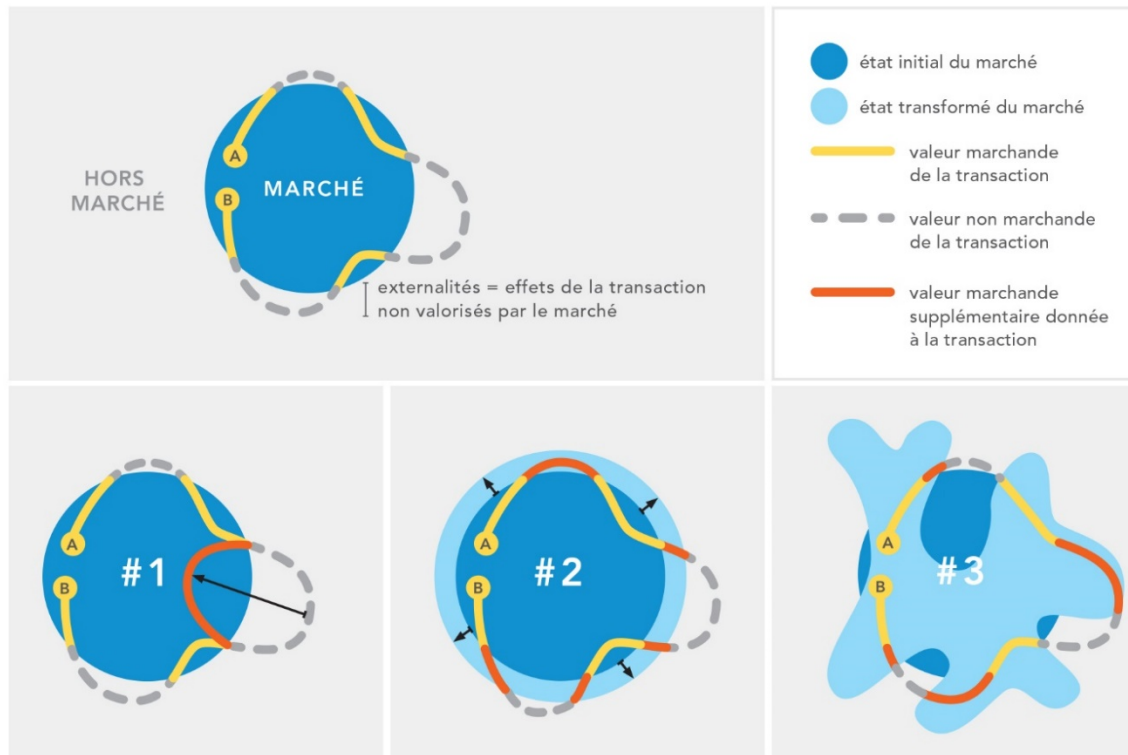 A
B
HORS
MARCHÉ
MARCHÉ
externalités = effets de la transaction
non valorisés par le marché
état initial du marché
état transformé du marché
valeur marchande
de la transaction
valeur non marchande
de la transaction
valeur marchande
supplémentaire donnée
à la transaction
A
B
#1
A
B
#2
A
B
#3